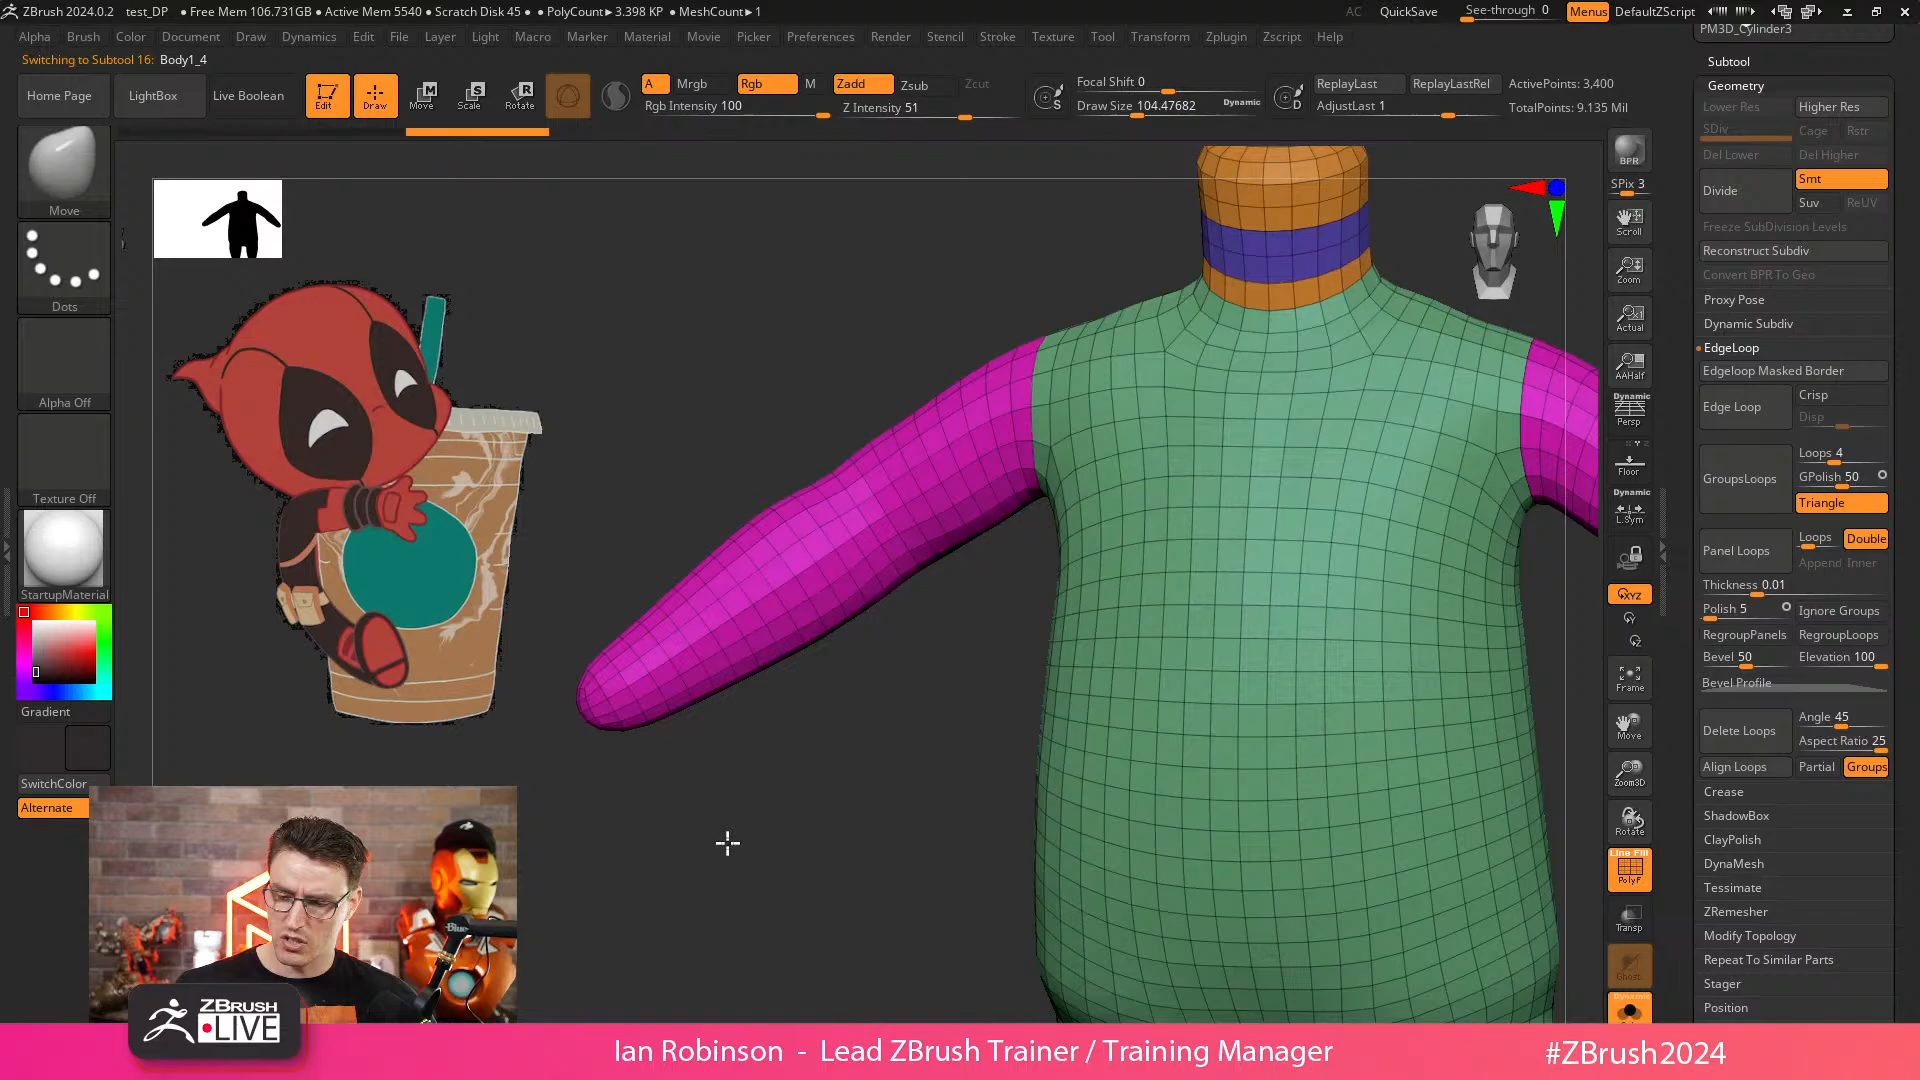 ZBrush 2024.0.2 test_DP ● Free Mem 106.731GB ● Active Mem 5540 ● Scratch Disk 45 ● ● PolyCount► 3.398 KP ● MeshCount► 1
AC QuickSave See-through 0 Menus DefaultZScript
Alpha Brush Color Document Draw Dynamics Edit File Layer Light Macro Marker Material Movie Picker Preferences Render Stencil Stroke Texture Tool Transform Zplugin Zscript Help
PM3D_Cylinder3
Switching to Subtool 16: Body1_4
Home Page
LightBox
Live Boolean
Edit
Draw
Move
Scale
Rotate
A
Mrgb
Rgb
M
Zadd
Zsub
Zcut
Rgb Intensity 100
Z Intensity 51
Focal Shift 0
Draw Size 104.47682
Dynamic
S
D
ReplayLast
ReplayLastRel
AdjustLast 1
ActivePoints: 3,400
TotalPoints: 9.135 Mil
Move
Dots
Alpha Off
Texture Off
StartupMaterial
Gradient
SwitchColor
Alternate
BPR
SPix 3
Scroll
Zoom
Actual
AAHalf
Dynamic
Persp
Floor
Dynamic
L.Sym
XYZ
Y
Z
Frame
Move
Zoom3D
Rotate
Line Fill
PolyF
Transp
Ghost
Dynamic
Subtool
Geometry
Lower Res
Higher Res
SDiv
Cage
Rstr
Del Lower
Del Higher
Divide
Smt
Suv
ReUV
Freeze SubDivision Levels
Reconstruct Subdiv
Convert BPR To Geo
Proxy Pose
Dynamic Subdiv
EdgeLoop
Edgeloop Masked Border
Edge Loop
Crisp
Disp
GroupsLoops
Loops 4
GPolish 50
Triangle
Panel Loops
Loops
Double
Append
Inner
Thickness 0.01
Polish 5
Ignore Groups
RegroupPanels
RegroupLoops
Bevel 50
Elevation 100
Bevel Profile
Delete Loops
Angle 45
Aspect Ratio 25
Align Loops
Partial
Groups
Crease
ShadowBox
ClayPolish
DynaMesh
Tessimate
ZRemesher
Modify Topology
Repeat To Similar Parts
Stager
Position
Blue
ZBRUSH
LIVE
Ian Robinson - Lead ZBrush Trainer / Training Manager
#ZBrush2024